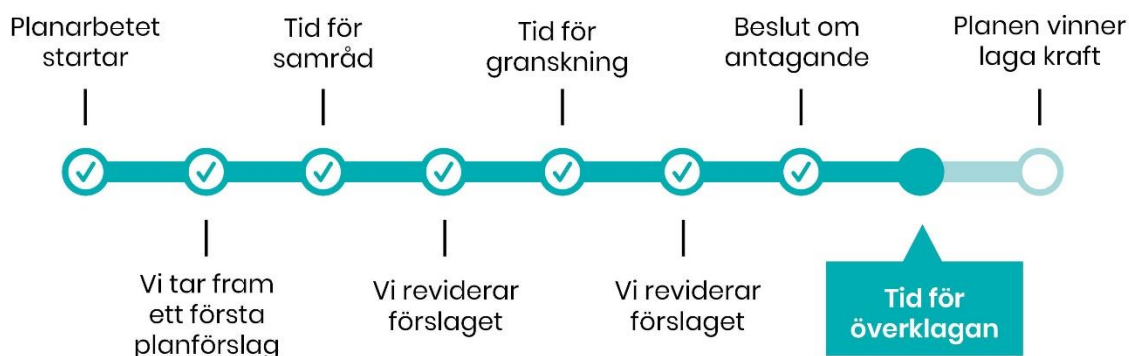 Planarbetet
startar
Vi tar fram
ett första
planförslag
Tid för
samråd
Vi reviderar
förslaget
Tid för
granskning
Vi reviderar
förslaget
Beslut om
antagande
Tid för
överklagan
Planen vinner
laga kraft